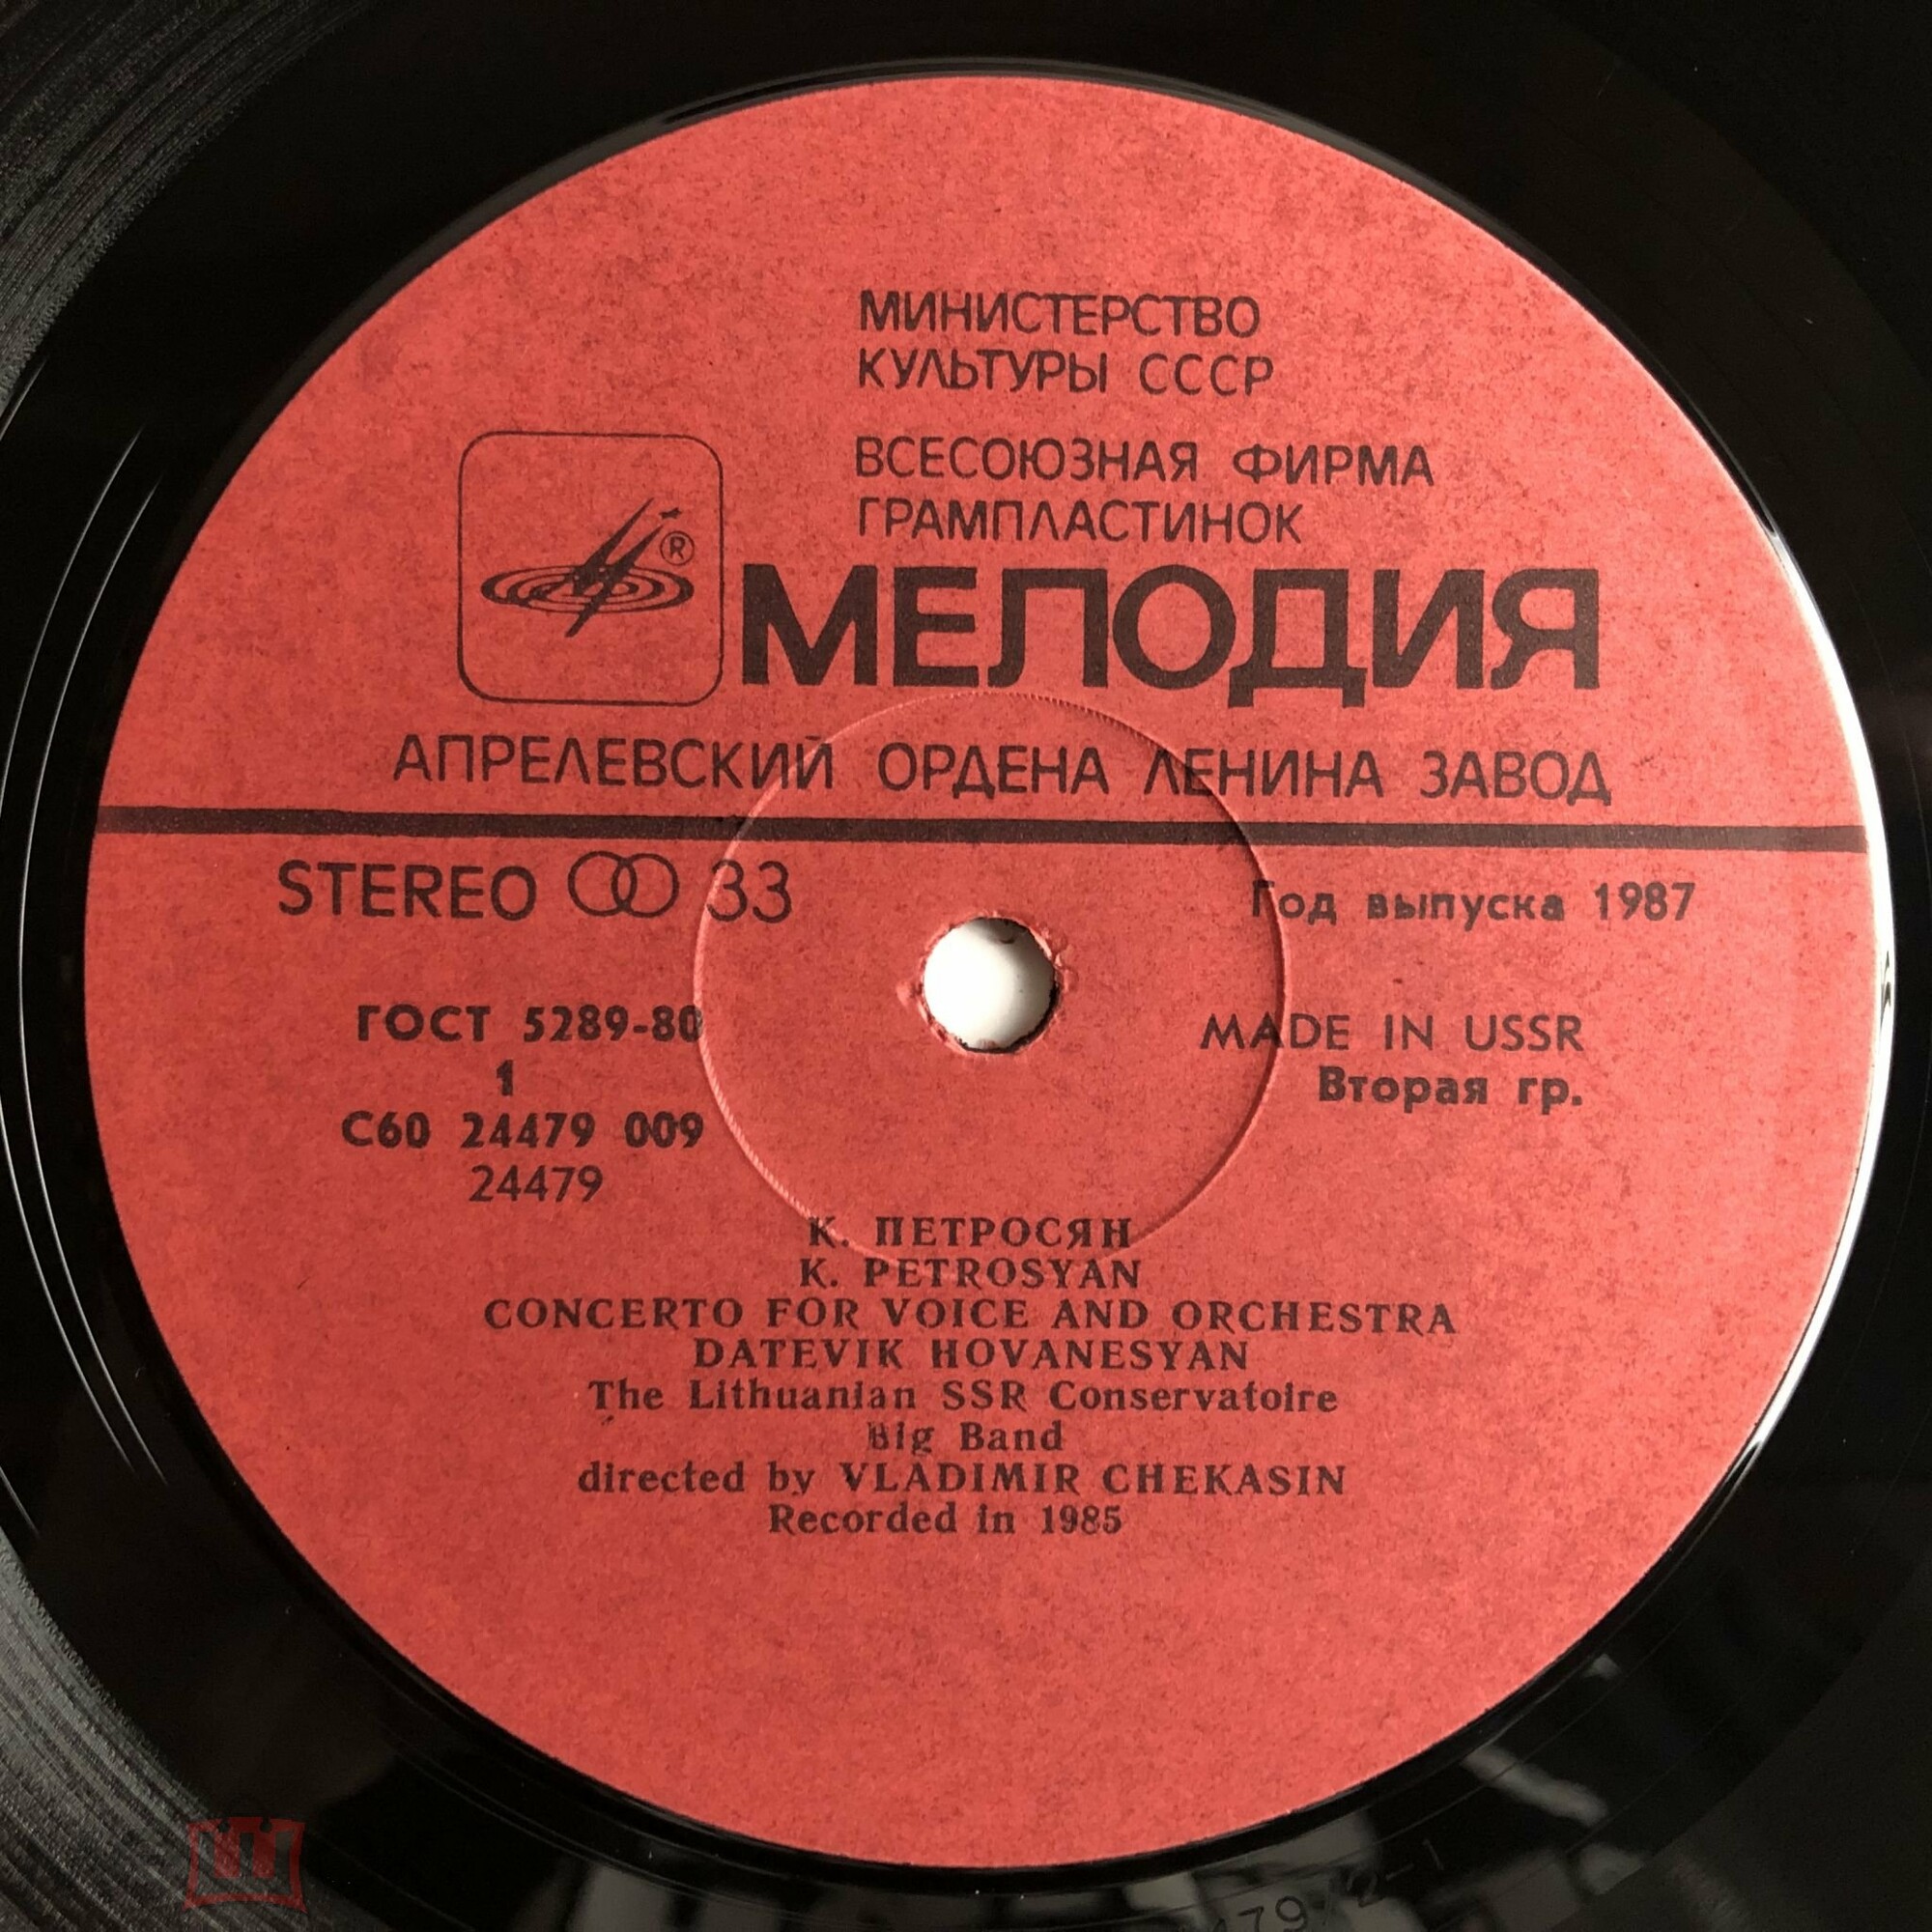 МИНИСТЕРСТВО
КУЛЬТУРЫ СССР
ВСЕСОЮЗНАЯ ФИРМА
ГРАМПЛАСТИНОК
®
МЕЛОДИЯ
АПРЕЛЕВСКИЙ ОРДЕНА ЛЕНИНА ЗАВОД
STEREO 33
Год выпуска 1987
ГОСТ 5289-80
MADE IN USSR
1
Вторая гр.
С60 24479 009
24479
К. ПЕТРОСЯН
K. PETROSYAN
CONCERTO FOR VOICE AND ORCHESTRA
DATEVIK HOVANESYAN
The Lithuanian SSR Conservatoire
Big Band
directed by VLADIMIR CHEKASIN
Recorded in 1985